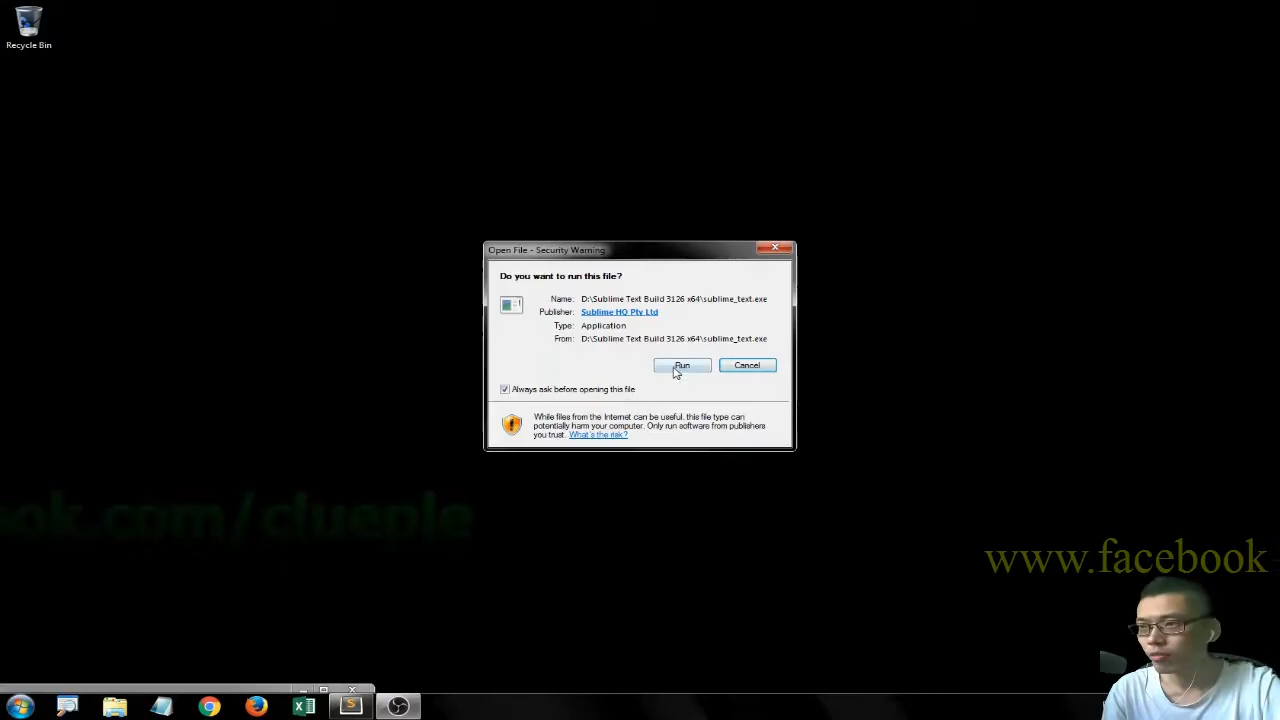 Recycle Bin
Open File - Security Warning
Do you want to run this file?
Name: D:\Sublime Text Build 3126 x64\sublime_text.exe
Publisher: Sublime HQ Pty Ltd
Type: Application
From: D:\Sublime Text Build 3126 x64\sublime_text.exe
Run Cancel
Always ask before opening this file
While files from the Internet can be useful, this file type can
potentially harm your computer. Only run software from publishers
you trust. What's the risk?
ook.com/clueple
www.facebook